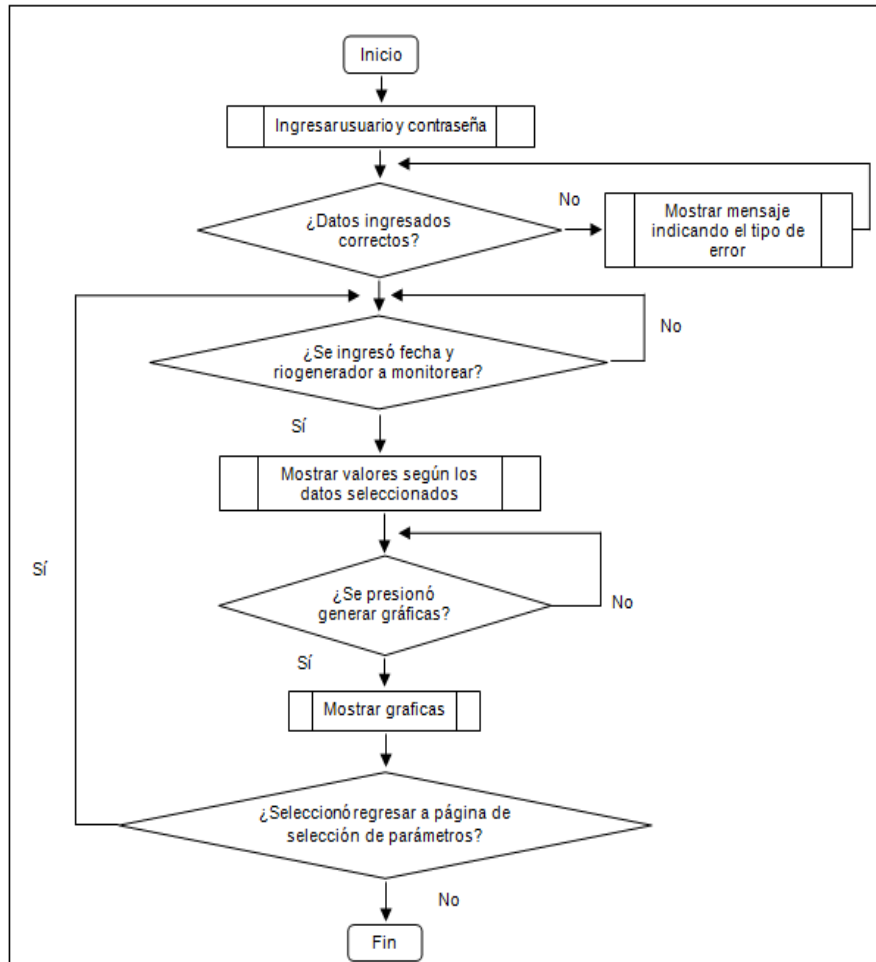 Inicio
Ingresar usuario y contraseña
¿Datos ingresados
correctos?
No
Mostrar mensaje
indicando el tipo de
error
¿Se ingresó fecha y
riogenerador a monitorear?
No
Sí
Mostrar valores según los
datos seleccionados
¿Se presionó
generar gráficas?
No
Sí
Sí
Mostrar graficas
¿Seleccionó regresar a página de
selección de parámetros?
No
Fin